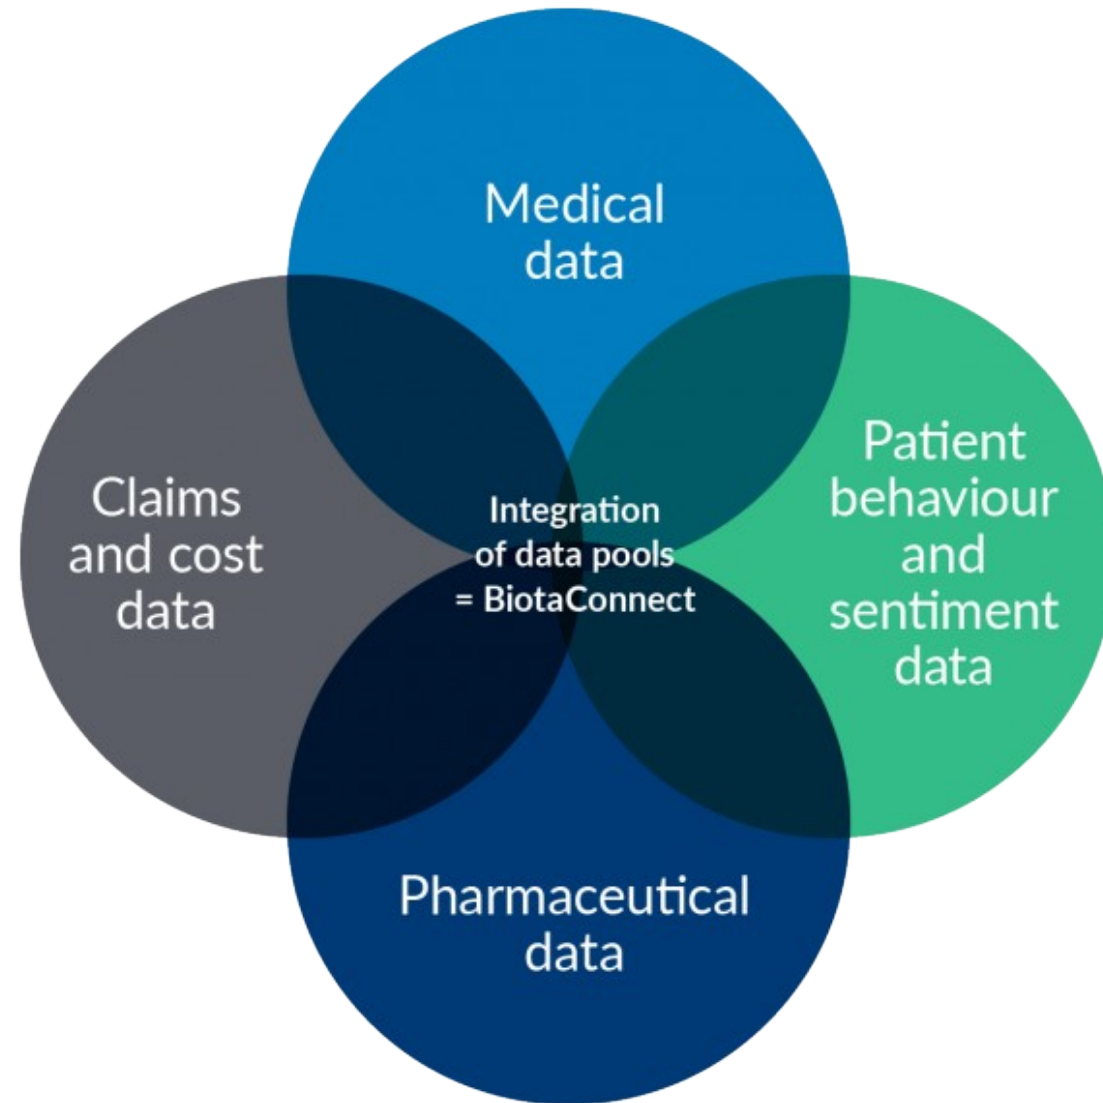 Medical
data
Claims
and cost
data
Integration
of data pools
= BiotaConnect
Patient
behaviour
and
sentiment
data
Pharmaceutical
data